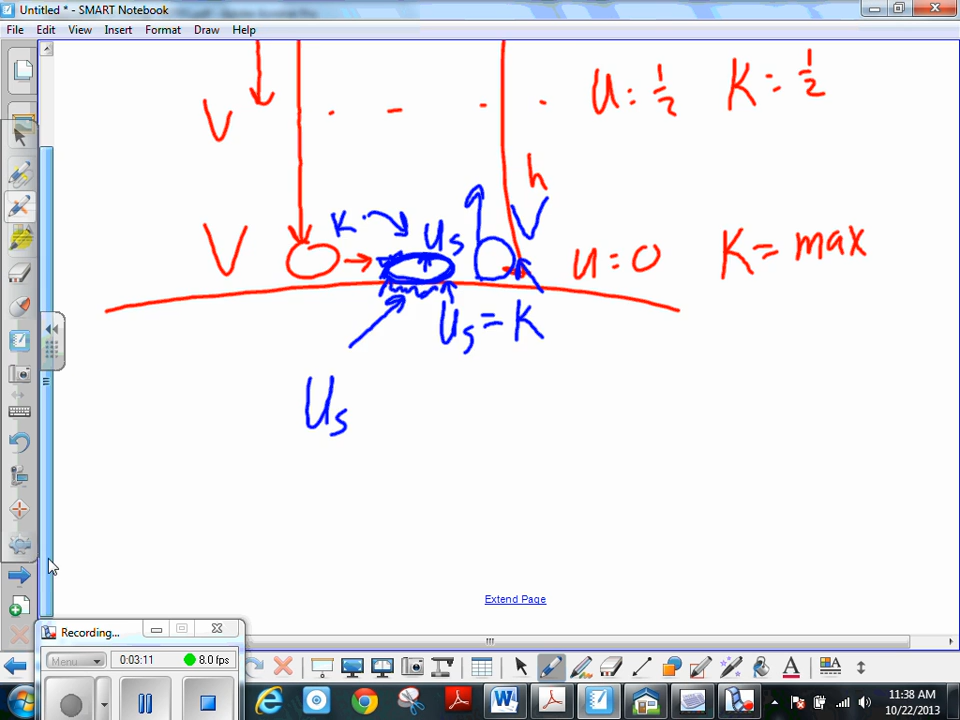 Untitled * - SMART Notebook
File Edit View Insert Format Draw Help
U = 1/2 K = 1/2
V
h
K Us V
V U = 0 K = max
Us = K
Us
Extend Page
Recording...
Menu 0:03:11 8.0 fps
11:38 AM
10/22/2013